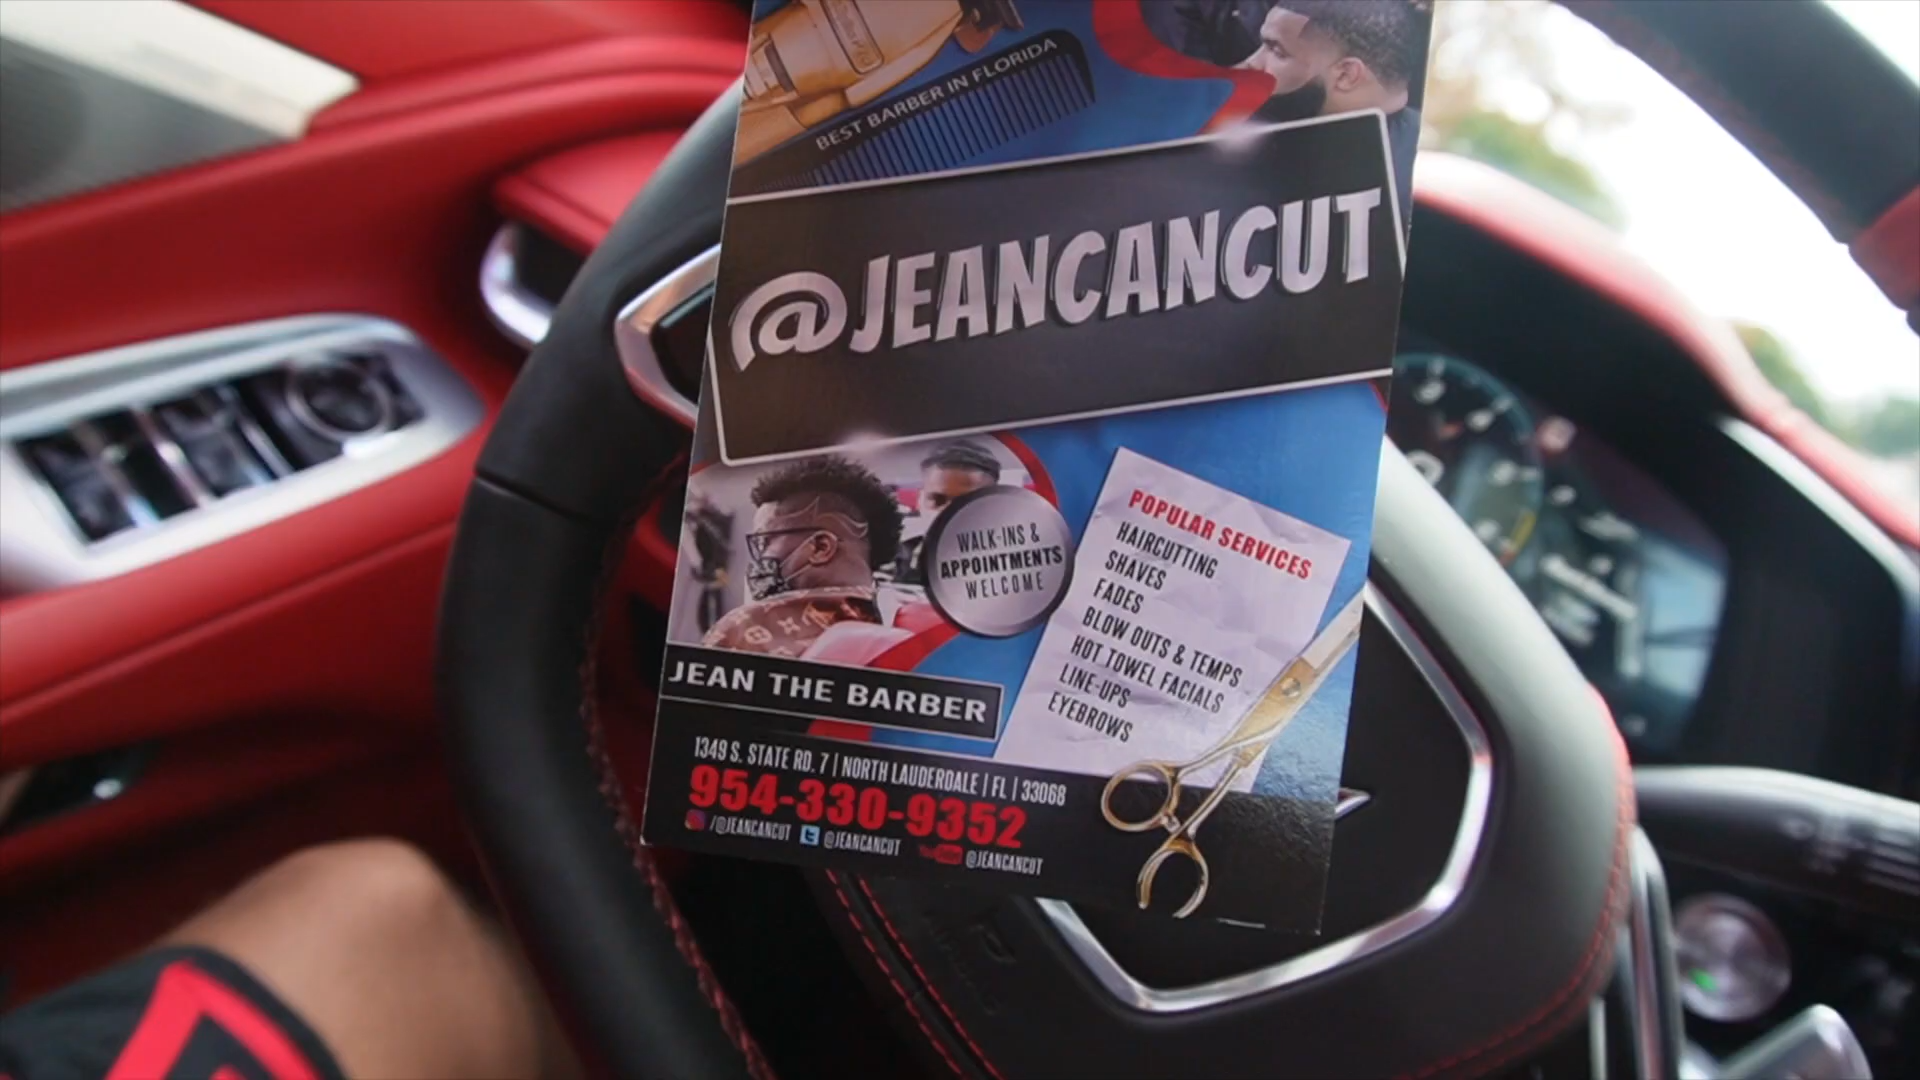 BEST BARBER IN FLORIDA
@JEANCANCUT
WALK-INS &
APPOINTMENTS
WELCOME
POPULAR SERVICES
HAIRCUTTING
SHAVES
FADES
BLOW OUTS & TEMPS
HOT TOWEL FACIALS
LINE-UPS
EYEBROWS
JEAN THE BARBER
1349 S. STATE RD. 7 | NORTH LAUDERDALE | FL | 33068
954-330-9352
/@JEANCANCUT @JEANCANCUT @JEANCANCUT